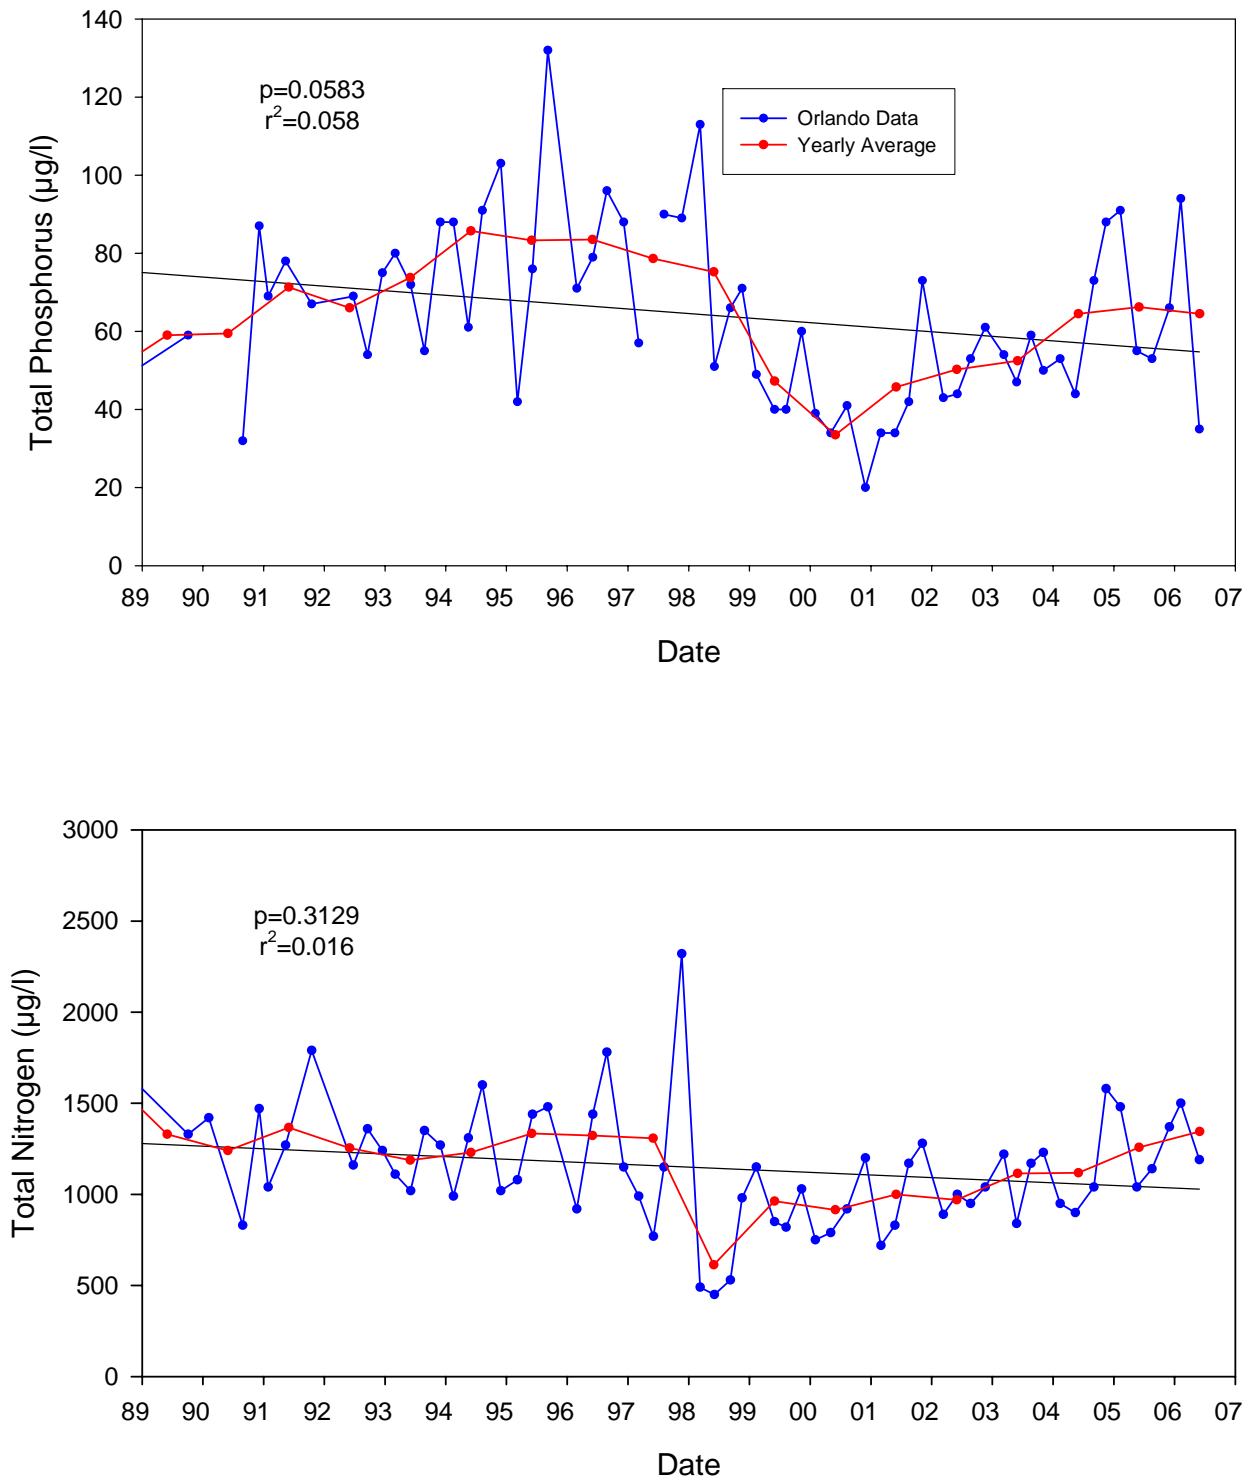 140
120
100
80
60
40
20
0
Total Phosphorus (µg/l)
p=0.0583
r²=0.058
Orlando Data
Yearly Average
89 90 91 92 93 94 95 96 97 98 99 00 01 02 03 04 05 06 07
Date
3000
2500
2000
1500
1000
500
0
Total Nitrogen (µg/l)
p=0.3129
r²=0.016
89 90 91 92 93 94 95 96 97 98 99 00 01 02 03 04 05 06 07
Date